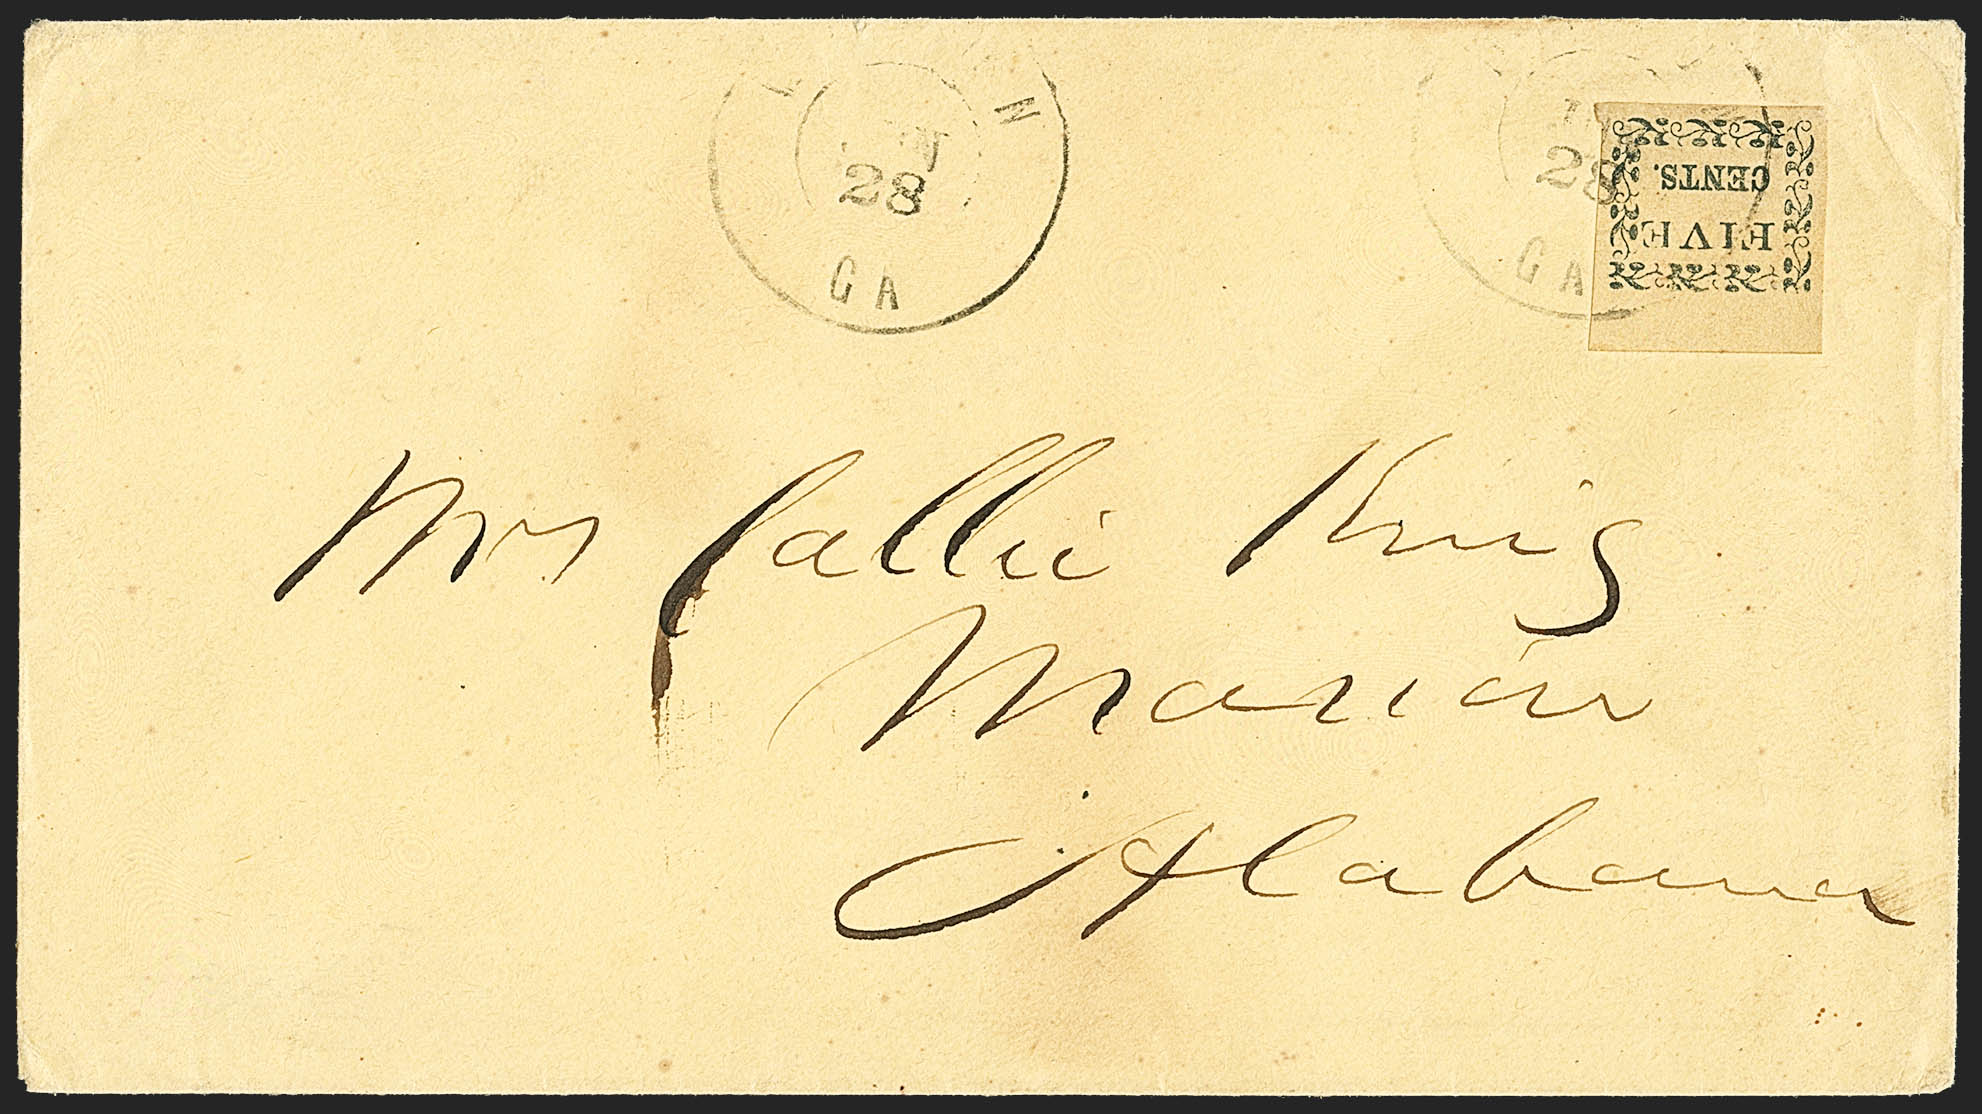 28
GA
28
GA
FIVE
CENTS.
Mrs Callie King
Marion
Alabama